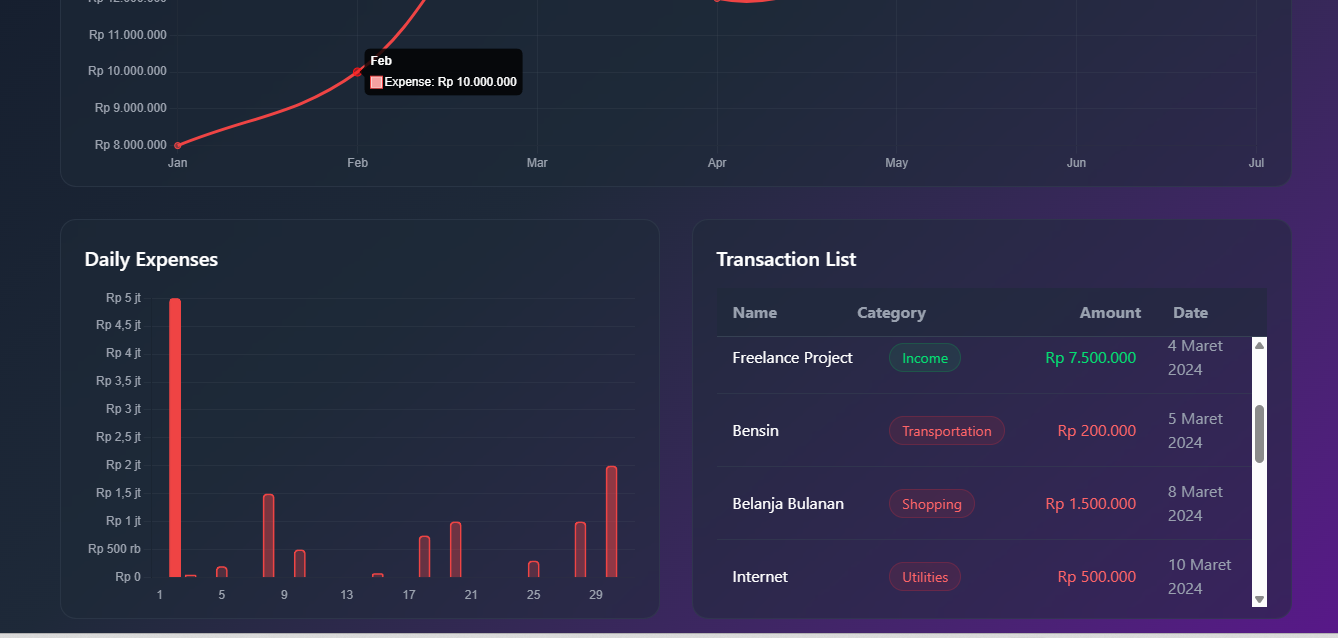 Rp 12.000.000
Rp 11.000.000
Feb
Rp 10.000.000
Expense: Rp 10.000.000
Rp 9.000.000
Rp 8.000.000
Jan Feb Mar Apr May Jun Jul
Daily Expenses
Rp 5 jt
Rp 4,5 jt
Rp 4 jt
Rp 3,5 jt
Rp 3 jt
Rp 2,5 jt
Rp 2 jt
Rp 1,5 jt
Rp 1 jt
Rp 500 rb
Rp 0
1 5 9 13 17 21 25 29
Transaction List
Name Category Amount Date
Freelance Project Income Rp 7.500.000 4 Maret
2024
Bensin Transportation Rp 200.000 5 Maret
2024
Belanja Bulanan Shopping Rp 1.500.000 8 Maret
2024
Internet Utilities Rp 500.000 10 Maret
2024